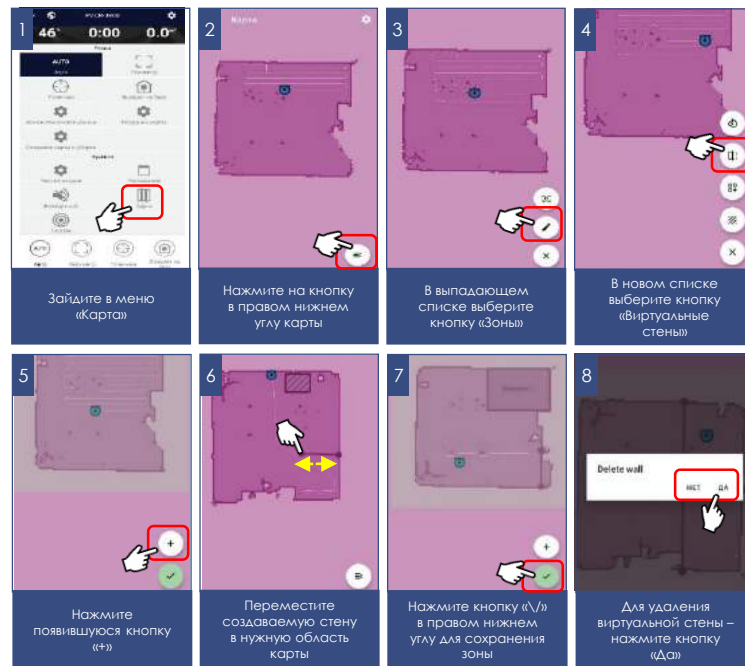 1
46°
0:00
0.0
AUTO
Зайдите в меню
«Карта»
2
Карта
Нажмите на кнопку
в правом нижнем
углу карты
3
В выпадающем
списке выберите
кнопку «Зоны»
4
В новом списке
выберите кнопку
«Виртуальные
стены»
5
Нажмите
появившуюся кнопку
«+»
6
Переместите
создаваемую стену
в нужную область
карты
7
Нажмите кнопку «\/»
в правом нижнем
углу для сохранения
зоны
8
Delete wall
НЕТ ДА
Для удаления
виртуальной стены –
нажмите кнопку
«Да»